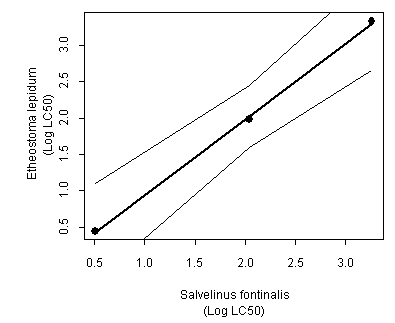 Etheostoma lepidum
(Log LC50)
3.0
2.5
2.0
1.5
1.0
0.5
0.5 1.0 1.5 2.0 2.5 3.0
Salvelinus fontinalis
(Log LC50)